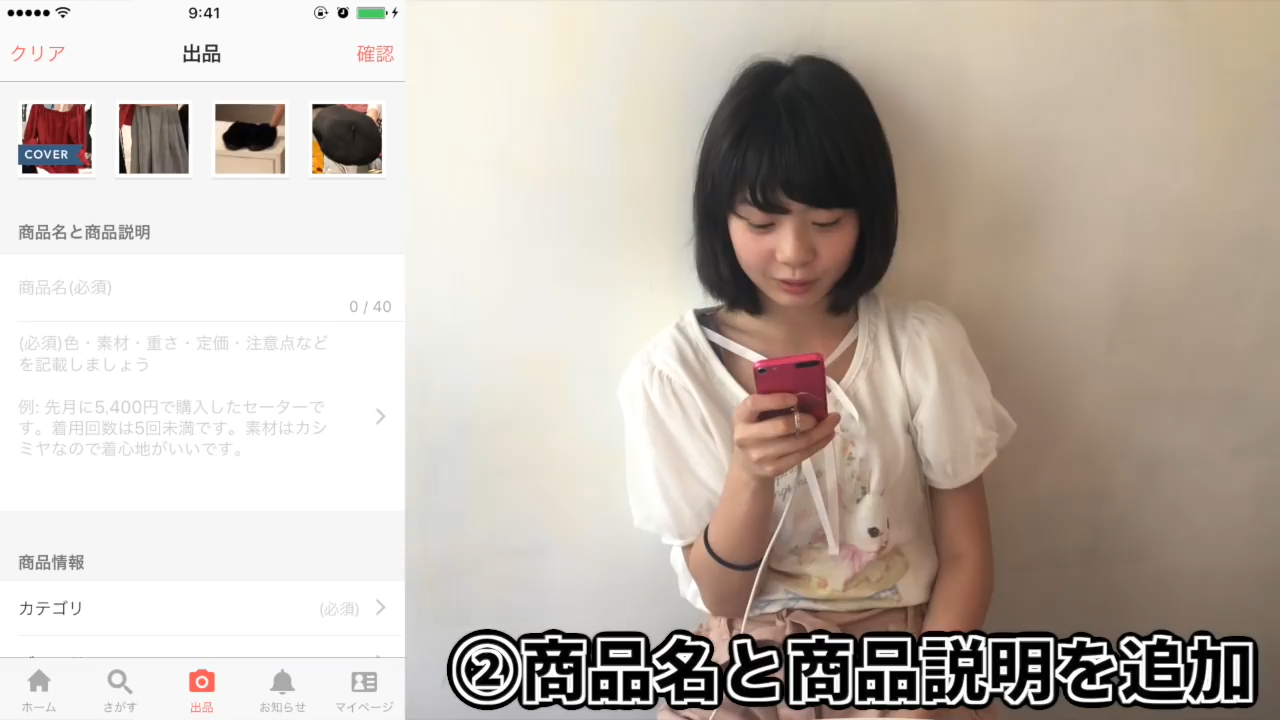 9:41
クリア
出品
確認
COVER
商品名と商品説明
商品名(必須)
0 / 40
(必須)色・素材・重さ・定価・注意点など
を記載しましょう
例: 先月に5,400円で購入したセーターで
す。着用回数は5回未満です。素材はカシ
ミヤなので着心地がいいです。
商品情報
カテゴリ
(必須)
ホーム
さがす
出品
お知らせ
マイページ
②商品名と商品説明を追加